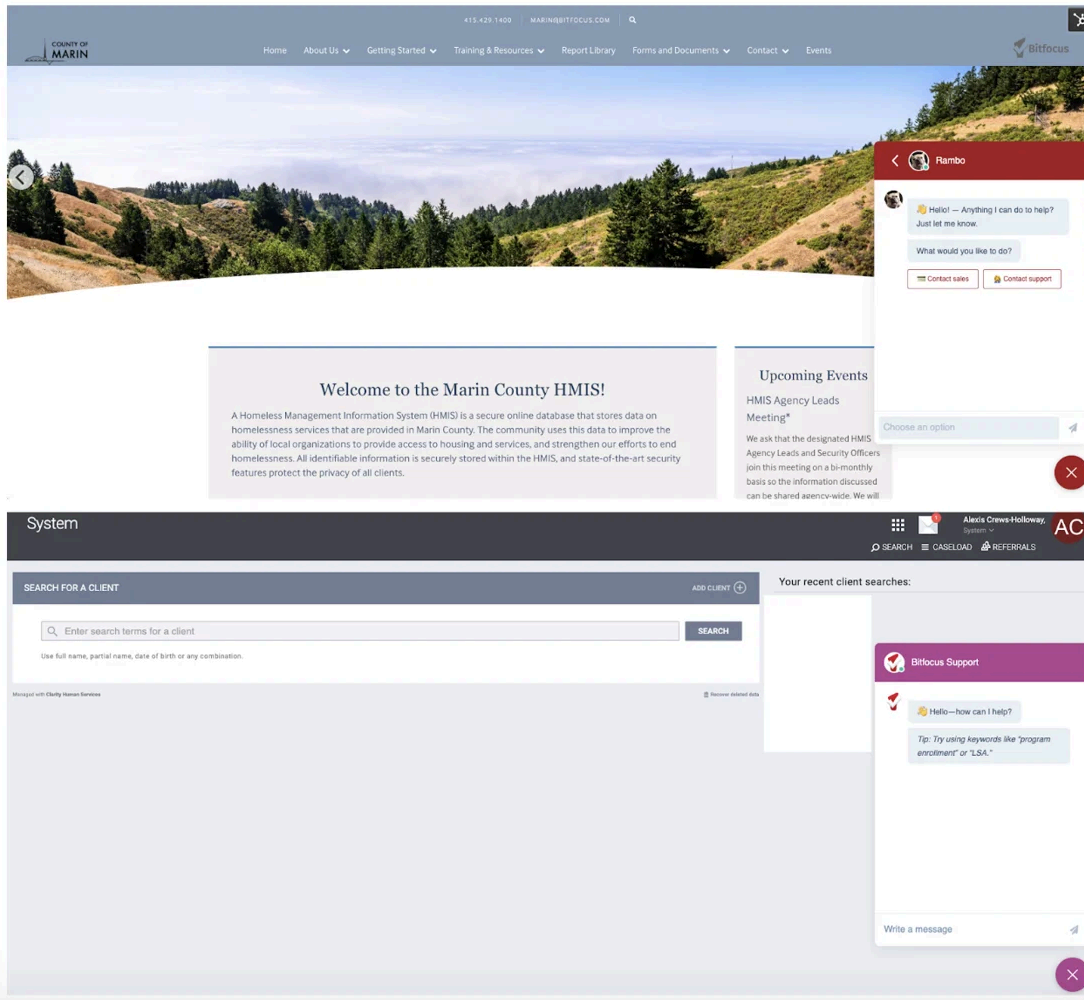 415.429.1400 MARIN@BITFOCUS.COM
COUNTY OF
MARIN
Home About Us Getting Started Training & Resources Report Library Forms and Documents Contact Events
Bitfocus
Rambo
👋 Hello! — Anything I can do to help?
Just let me know.
What would you like to do?
Contact sales Contact support
Choose an option
Welcome to the Marin County HMIS!
A Homeless Management Information System (HMIS) is a secure online database that stores data on
homelessness services that are provided in Marin County. The community uses this data to improve the
ability of local organizations to provide access to housing and services, and strengthen our efforts to end
homelessness. All identifiable information is securely stored within the HMIS, and state-of-the-art security
features protect the privacy of all clients.
Upcoming Events
HMIS Agency Leads
Meeting*
We ask that the designated HMIS
Agency Leads and Security Officers
join this meeting on a bi-monthly
basis so the information discussed
can be shared agency-wide. We will
System
1
Alexis Crews-Holloway,
System
AC
SEARCH CASELOAD REFERRALS
SEARCH FOR A CLIENT ADD CLIENT
Enter search terms for a client SEARCH
Use full name, partial name, date of birth or any combination.
Managed with Clarity Human Services Recover deleted data
Your recent client searches:
Bitfocus Support
👋 Hello—how can I help?
Tip: Try using keywords like "program
enrollment" or "LSA."
Write a message